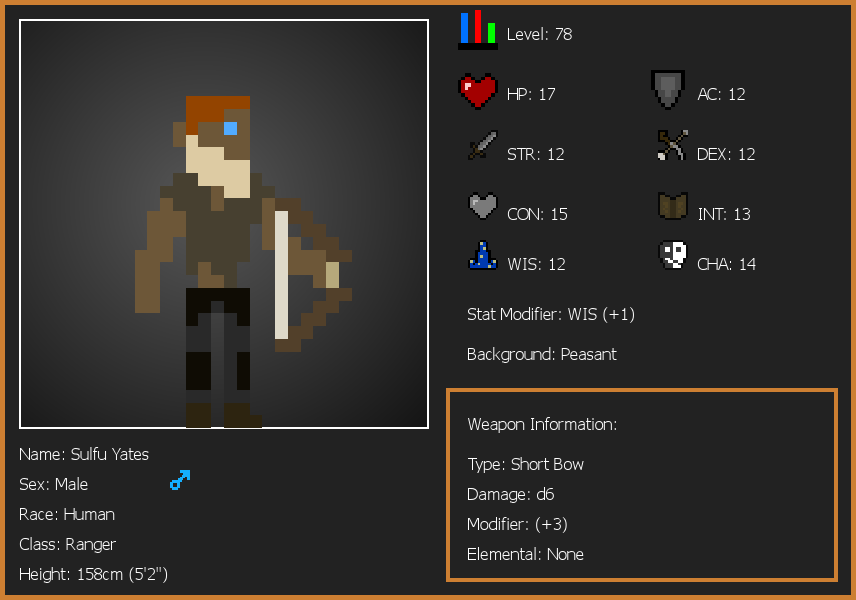 Level: 78
HP: 17
AC: 12
STR: 12
DEX: 12
CON: 15
INT: 13
WIS: 12
CHA: 14
Stat Modifier: WIS (+1)
Background: Peasant
Weapon Information:
Type: Short Bow
Damage: d6
Modifier: (+3)
Elemental: None
Name: Sulfu Yates
Sex: Male
Race: Human
Class: Ranger
Height: 158cm (5'2")